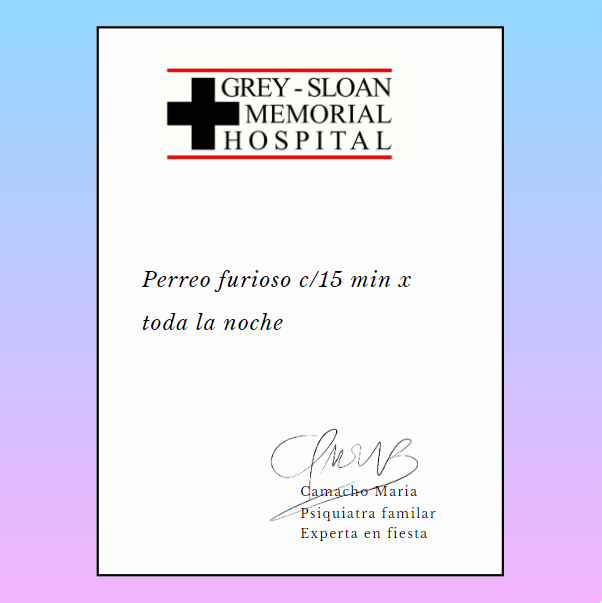 GREY - SLOAN
MEMORIAL
HOSPITAL
Perreo furioso c/15 min x
toda la noche
Camacho Maria
Psiquiatra familar
Experta en fiesta